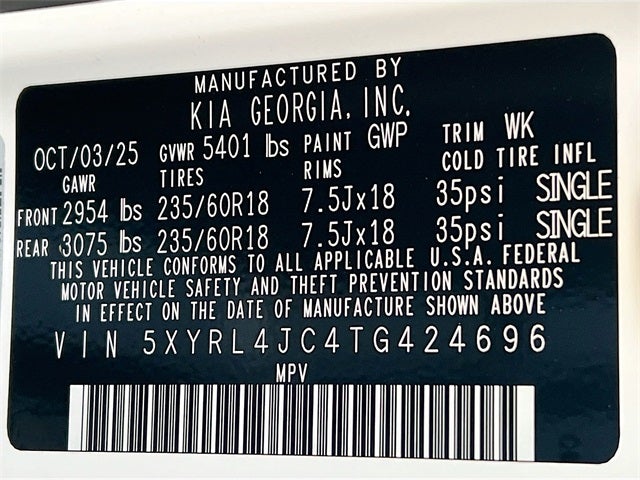 MANUFACTURED BY
KIA GEORGIA, INC.
OCT/03/25 GVWR 5401 lbs PAINT GWP TRIM WK
GAWR TIRES RIMS COLD TIRE INFL
FRONT 2954 lbs 235/60R18 7.5Jx18 35psi SINGLE
REAR 3075 lbs 235/60R18 7.5Jx18 35psi SINGLE
THIS VEHICLE CONFORMS TO ALL APPLICABLE U.S.A. FEDERAL
MOTOR VEHICLE SAFETY AND THEFT PREVENTION STANDARDS
IN EFFECT ON THE DATE OF MANUFACTURE SHOWN ABOVE
VIN 5XYRL4JC4TG424696
MPV